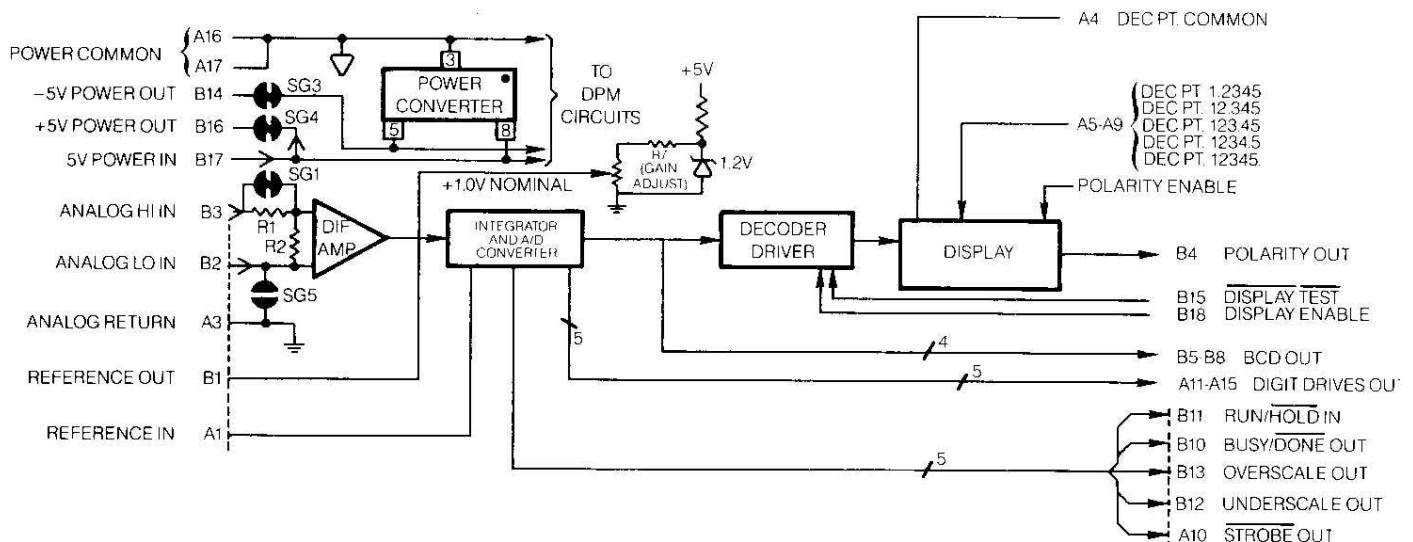 POWER COMMON
A16
A17
-5V POWER OUT B14 SG3
+5V POWER OUT B16 SG4
5V POWER IN B17
SG1
ANALOG HI IN B3
R1
R2
ANALOG LO IN B2
SG5
ANALOG RETURN A3
REFERENCE OUT B1
REFERENCE IN A1
3
POWER
CONVERTER
5
8
TO
DPM
CIRCUITS
+5V
R7
(GAIN
ADJUST)
1.2V
+1.0V NOMINAL
DIF
AMP
INTEGRATOR
AND A/D
CONVERTER
DECODER
DRIVER
DISPLAY
5
4
5
5
A4 DEC PT. COMMON
A5-A9
DEC PT. 1.2345
DEC PT. 12.345
DEC PT. 123.45
DEC PT. 1234.5
DEC PT. 12345.
POLARITY ENABLE
B4 POLARITY OUT
B15 DISPLAY TEST
B18 DISPLAY ENABLE
B5-B8 BCD OUT
A11-A15 DIGIT DRIVES OUT
B11 RUN/HOLD IN
B10 BUSY/DONE OUT
B13 OVERSCALE OUT
B12 UNDERSCALE OUT
A10 STROBE OUT